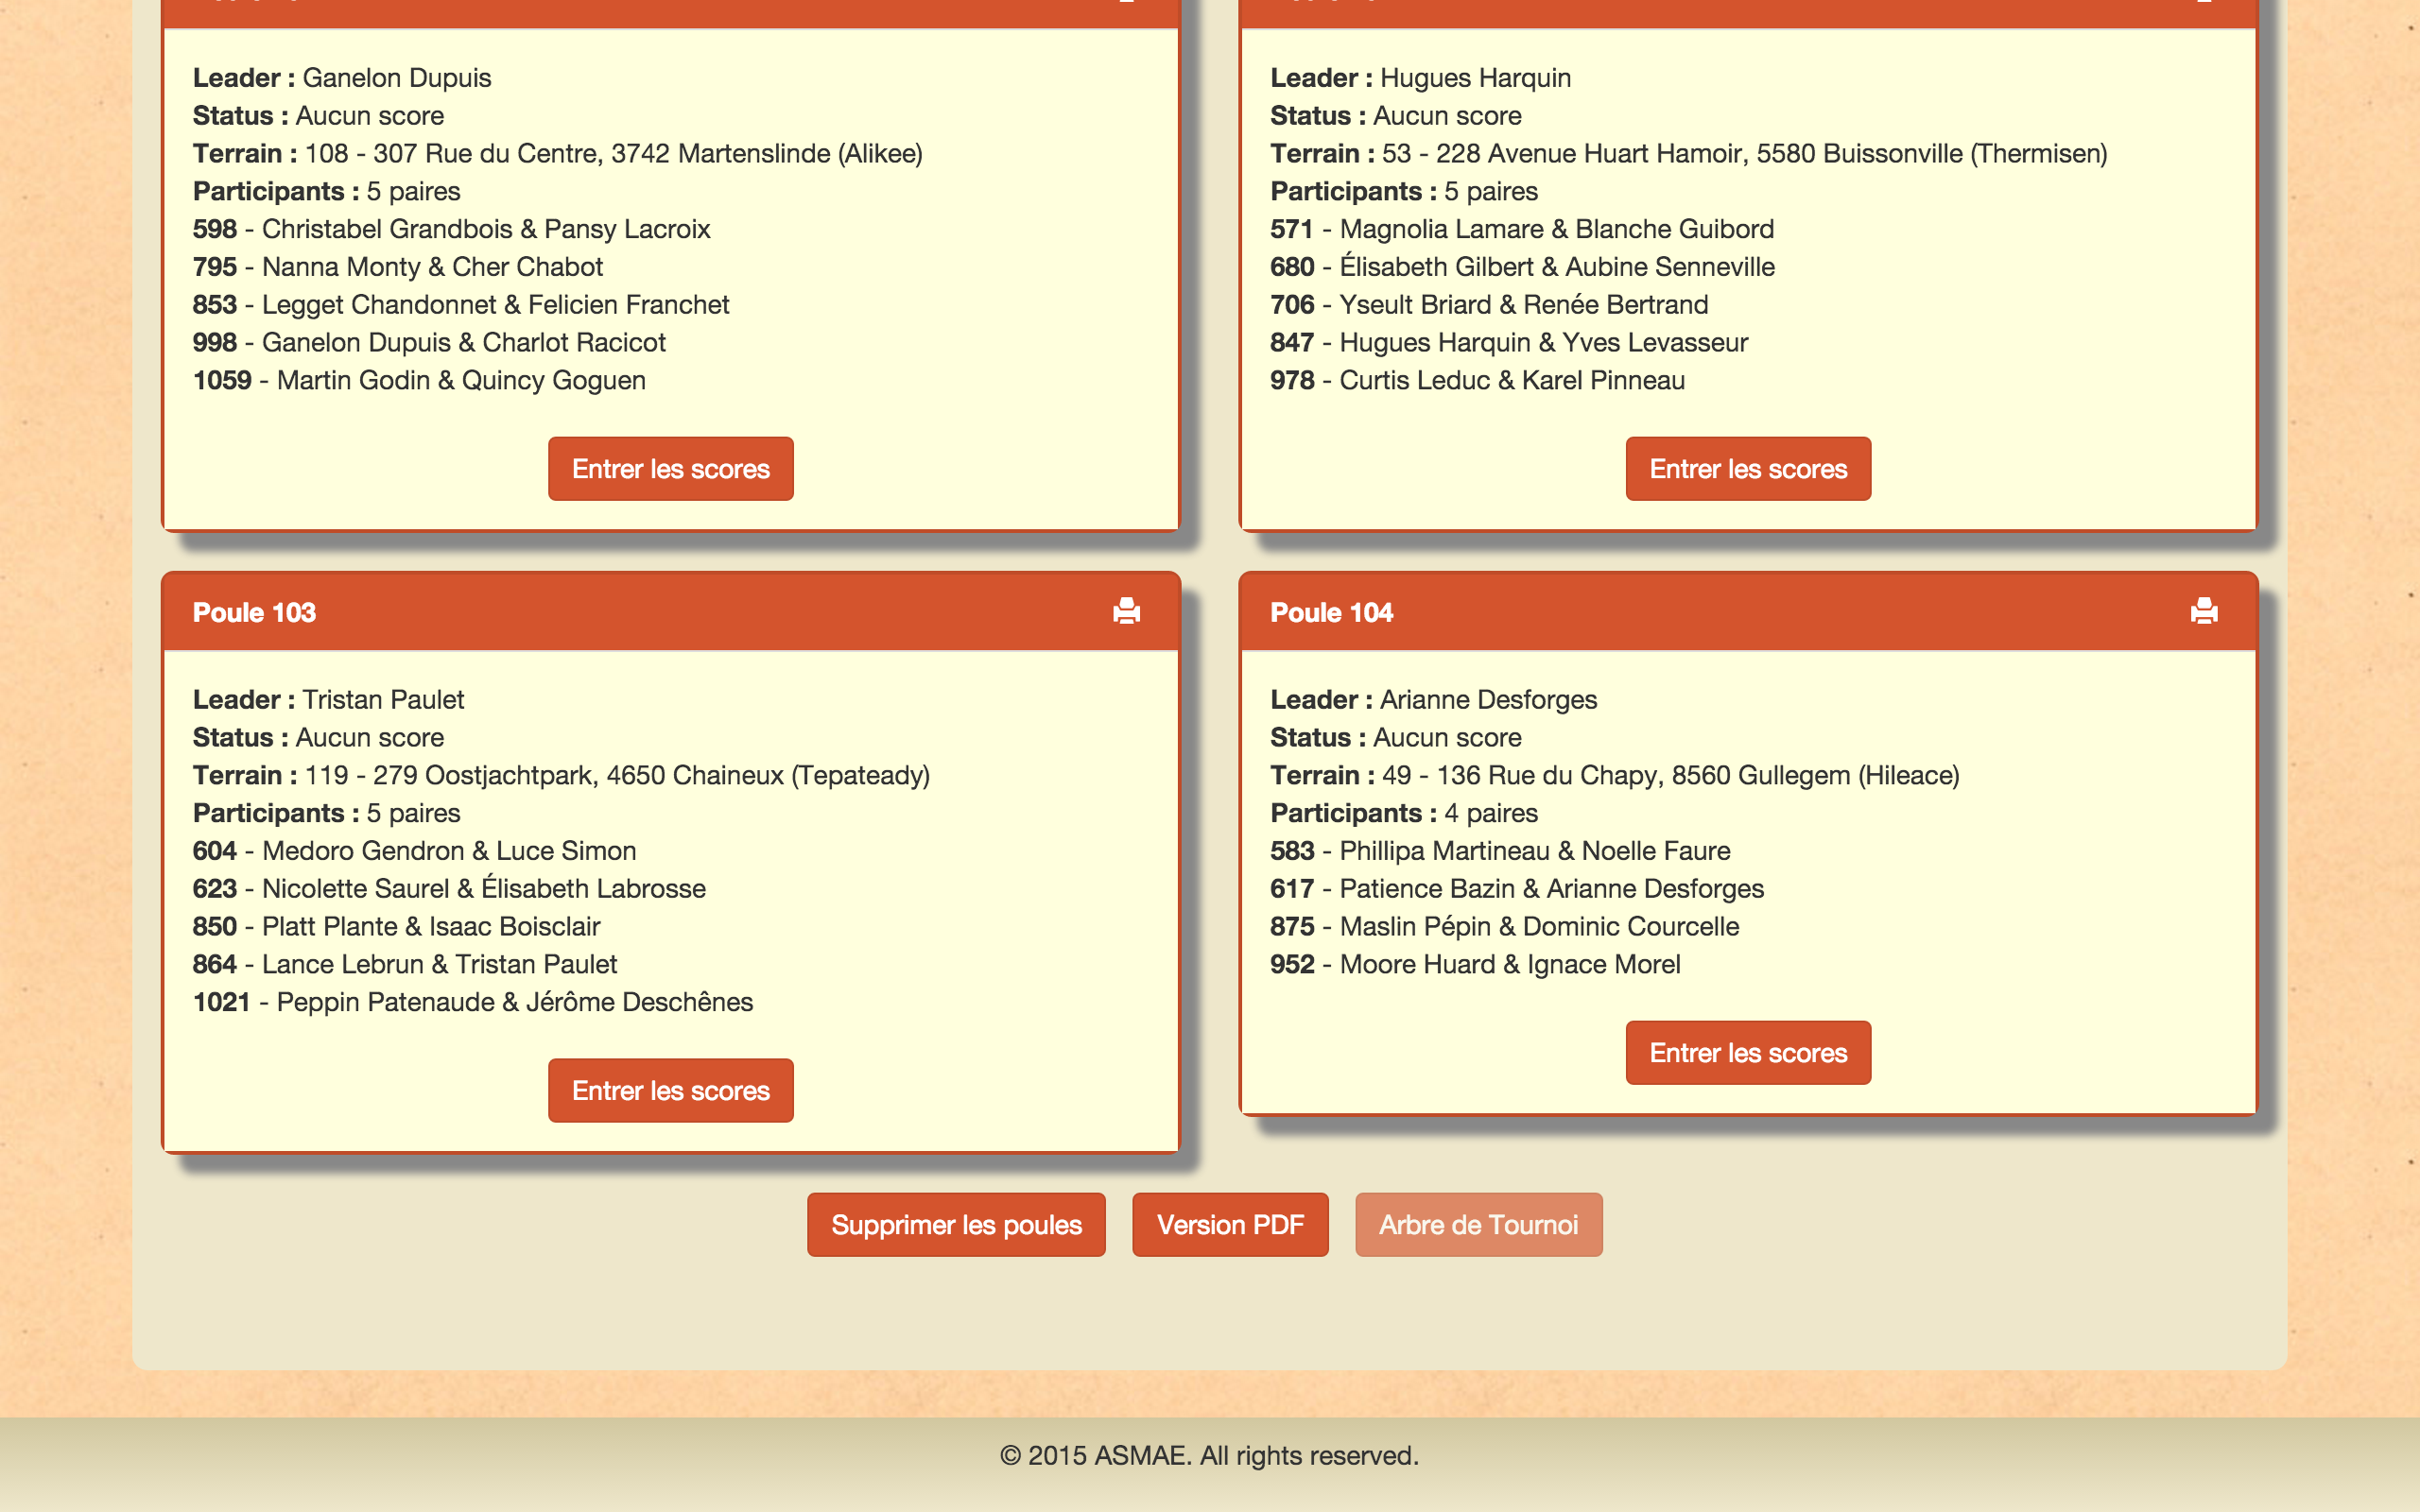 Leader : Ganelon Dupuis
Status : Aucun score
Terrain : 108 - 307 Rue du Centre, 3742 Martenslinde (Alikee)
Participants : 5 paires
598 - Christabel Grandbois & Pansy Lacroix
795 - Nanna Monty & Cher Chabot
853 - Legget Chandonnet & Felicien Franchet
998 - Ganelon Dupuis & Charlot Racicot
1059 - Martin Godin & Quincy Goguen
Entrer les scores
Leader : Hugues Harquin
Status : Aucun score
Terrain : 53 - 228 Avenue Huart Hamoir, 5580 Buissonville (Thermisen)
Participants : 5 paires
571 - Magnolia Lamare & Blanche Guibord
680 - Élisabeth Gilbert & Aubine Senneville
706 - Yseult Briard & Renée Bertrand
847 - Hugues Harquin & Yves Levasseur
978 - Curtis Leduc & Karel Pinneau
Entrer les scores
Poule 103
Leader : Tristan Paulet
Status : Aucun score
Terrain : 119 - 279 Oostjachtpark, 4650 Chaineux (Tepateady)
Participants : 5 paires
604 - Medoro Gendron & Luce Simon
623 - Nicolette Saurel & Élisabeth Labrosse
850 - Platt Plante & Isaac Boisclair
864 - Lance Lebrun & Tristan Paulet
1021 - Peppin Patenaude & Jérôme Deschênes
Entrer les scores
Poule 104
Leader : Arianne Desforges
Status : Aucun score
Terrain : 49 - 136 Rue du Chapy, 8560 Gullegem (Hileace)
Participants : 4 paires
583 - Phillipa Martineau & Noelle Faure
617 - Patience Bazin & Arianne Desforges
875 - Maslin Pépin & Dominic Courcelle
952 - Moore Huard & Ignace Morel
Entrer les scores
Supprimer les poules
Version PDF
Arbre de Tournoi
© 2015 ASMAE. All rights reserved.